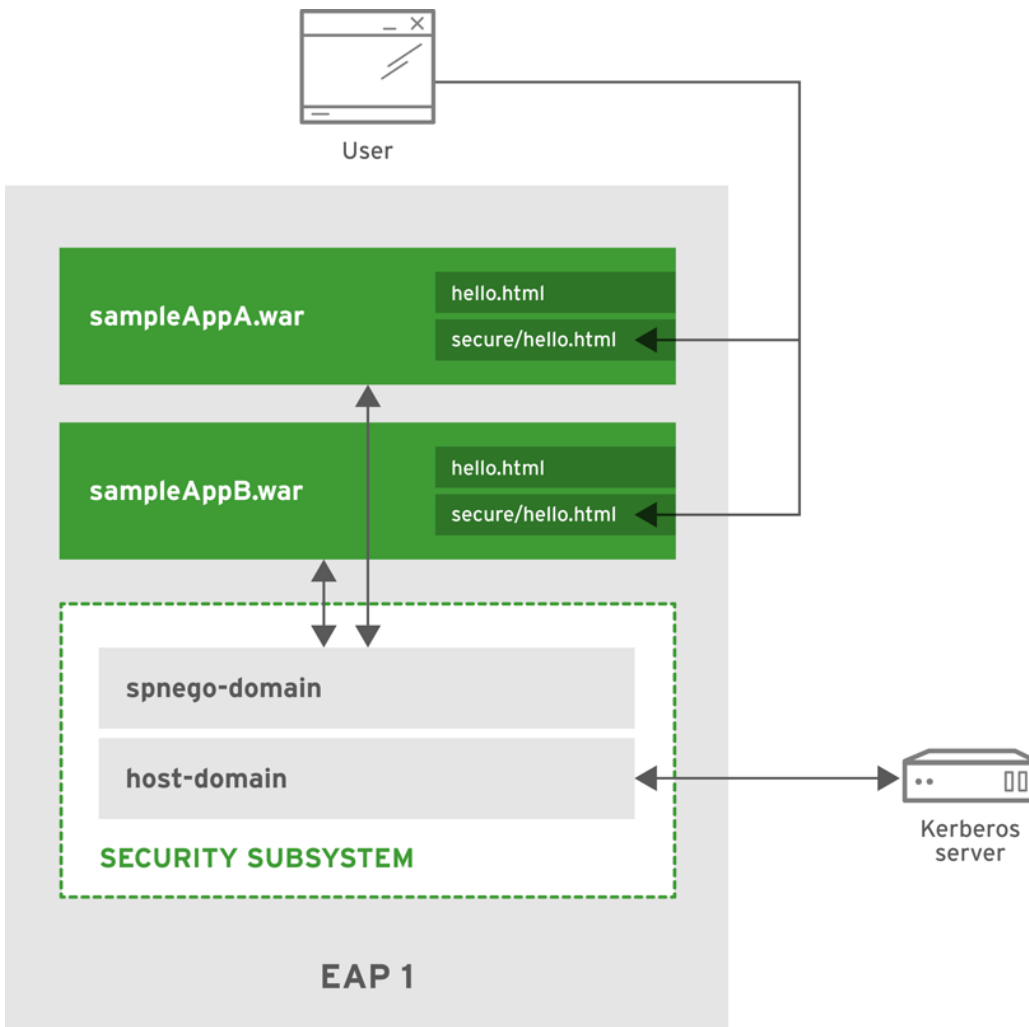 User
sampleAppA.war
hello.html
secure/hello.html
sampleAppB.war
hello.html
secure/hello.html
spnego-domain
host-domain
SECURITY SUBSYSTEM
Kerberos
server
EAP 1